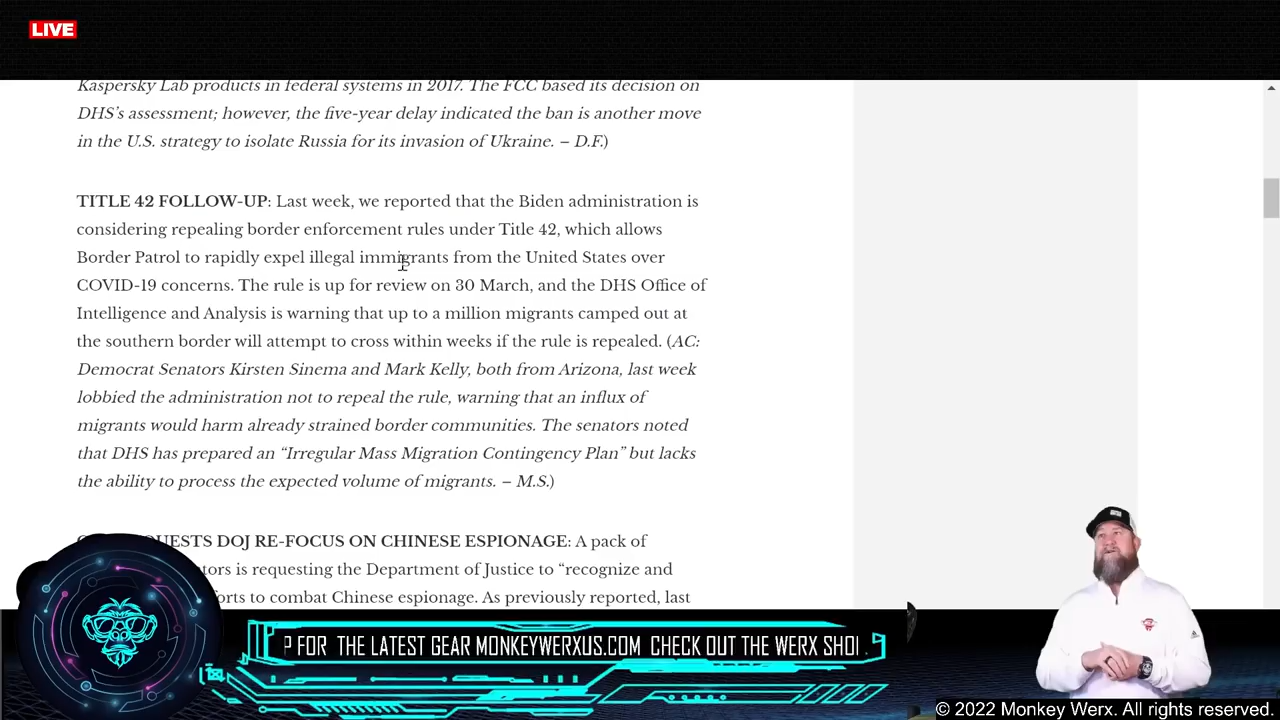 LIVE
Kaspersky Lab products in federal systems in 2017. The FCC based its decision on
DHS’s assessment; however, the five-year delay indicated the ban is another move
in the U.S. strategy to isolate Russia for its invasion of Ukraine. – D.F.)
TITLE 42 FOLLOW-UP: Last week, we reported that the Biden administration is
considering repealing border enforcement rules under Title 42, which allows
Border Patrol to rapidly expel illegal immigrants from the United States over
COVID-19 concerns. The rule is up for review on 30 March, and the DHS Office of
Intelligence and Analysis is warning that up to a million migrants camped out at
the southern border will attempt to cross within weeks if the rule is repealed. (AC:
Democrat Senators Kirsten Sinema and Mark Kelly, both from Arizona, last week
lobbied the administration not to repeal the rule, warning that an influx of
migrants would harm already strained border communities. The senators noted
that DHS has prepared an “Irregular Mass Migration Contingency Plan” but lacks
the ability to process the expected volume of migrants. – M.S.)
DOJ RE-FOCUS ON CHINESE ESPIONAGE: A pack of
is requesting the Department of Justice to “recognize and
to combat Chinese espionage. As previously reported, last
P FOR THE LATEST GEAR MONKEYWERXUS.COM CHECK OUT THE WERX SHO
© 2022 Monkey Werx. All rights reserved.